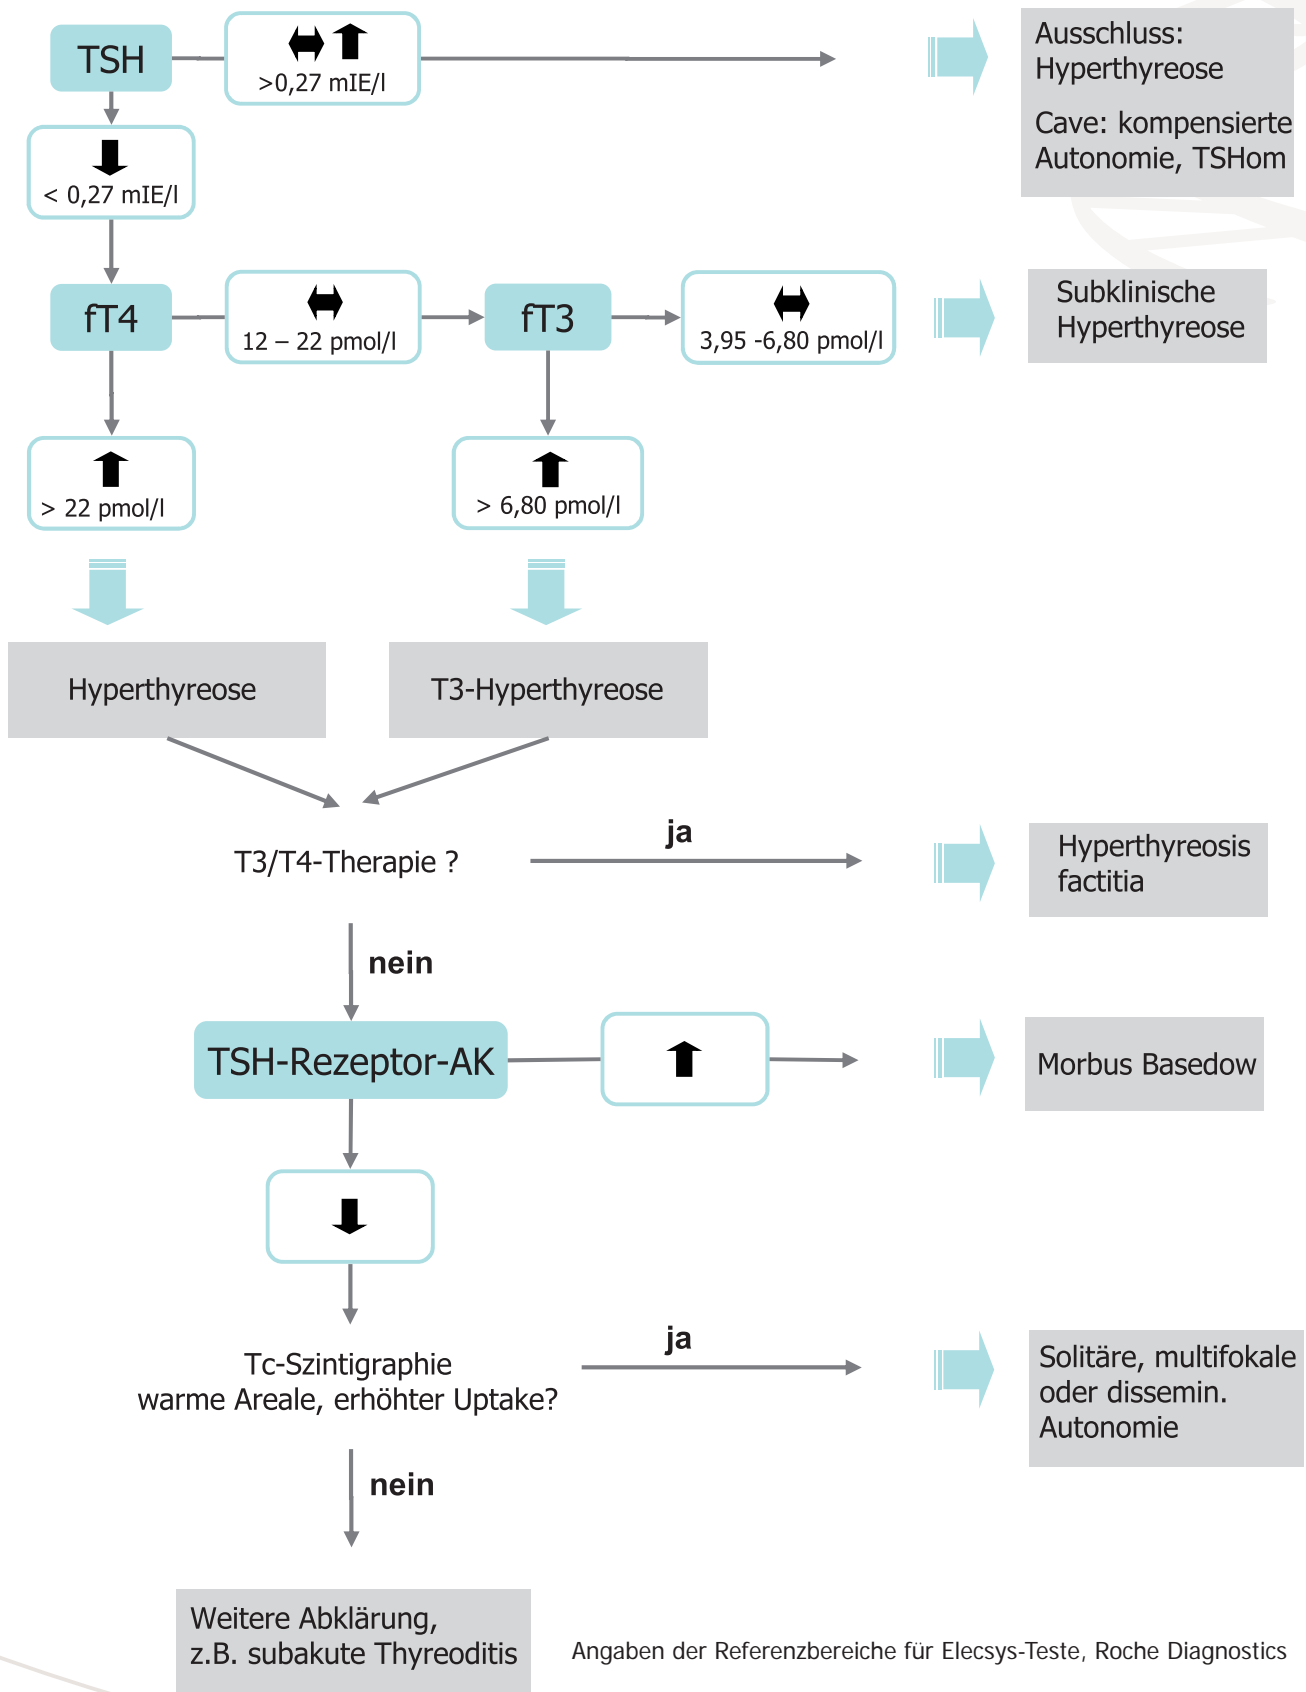 TSH
>0,27 mIE/l
Ausschluss:
Hyperthyreose
Cave: kompensierte
Autonomie, TSHom
< 0,27 mIE/l
fT4
12 – 22 pmol/l
fT3
3,95 -6,80 pmol/l
Subklinische
Hyperthyreose
> 22 pmol/l
> 6,80 pmol/l
Hyperthyreose
T3-Hyperthyreose
T3/T4-Therapie ?
ja
Hyperthyreosis
factitia
nein
TSH-Rezeptor-AK
Morbus Basedow
Tc-Szintigraphie
warme Areale, erhöhter Uptake?
ja
Solitäre, multifokale
oder dissemin.
Autonomie
nein
Weitere Abklärung,
z.B. subakute Thyreoditis
Angaben der Referenzbereiche für Elecsys-Teste, Roche Diagnostics